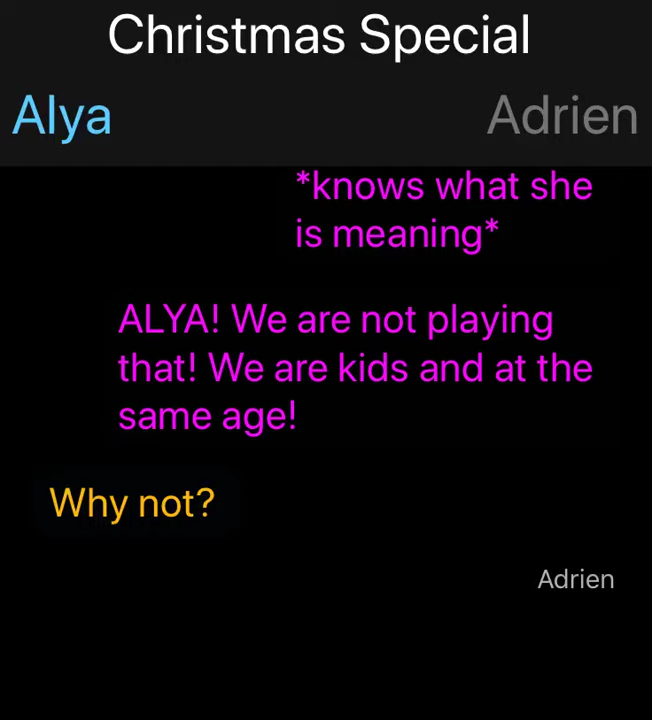 Christmas Special
Alya Adrien
*knows what she
is meaning*
ALYA! We are not playing
that! We are kids and at the
same age!
Why not?
Adrien